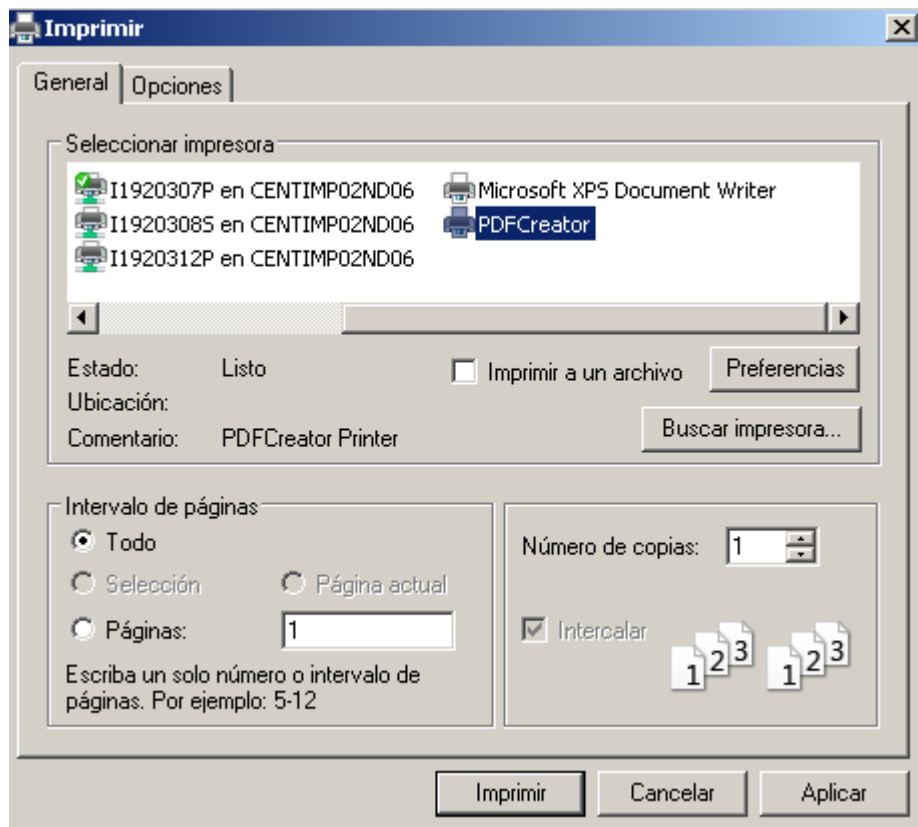 Imprimir
General
Opciones
Seleccionar impresora
I1920307P en CENTIMP02ND06
Microsoft XPS Document Writer
I1920308S en CENTIMP02ND06
PDFCreator
I1920312P en CENTIMP02ND06
Estado: Listo
Imprimir a un archivo
Preferencias
Ubicación:
Comentario: PDFCreator Printer
Buscar impresora...
Intervalo de páginas
Todo
Selección
Página actual
Páginas: 1
Escriba un solo número o intervalo de
páginas. Por ejemplo: 5-12
Número de copias: 1
Intercalar
1 2 3 1 2 3
Imprimir
Cancelar
Aplicar